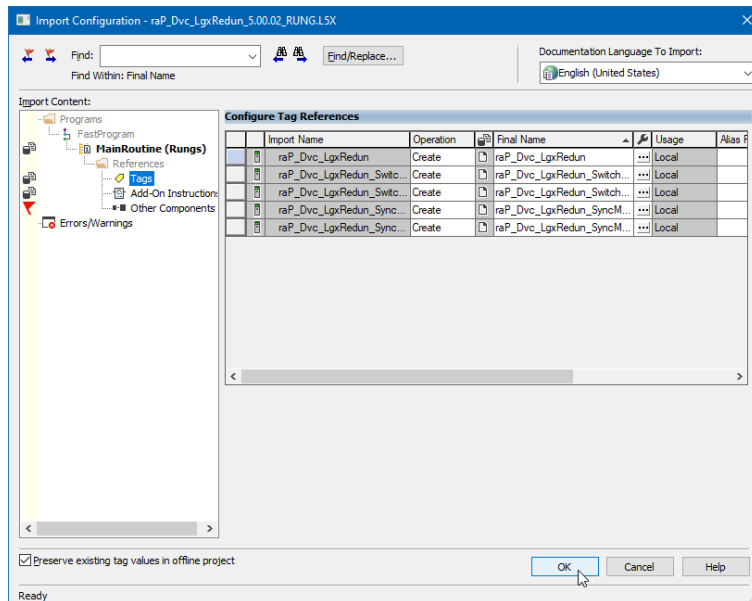 Import Configuration - raP_Dvc_LgxRedun_5.00.02_RUNG.L5X
Find:
Find/Replace...
Find Within: Final Name
Documentation Language To Import:
English (United States)
Import Content:
Programs
FastProgram
MainRoutine (Rungs)
References
Tags
Add-On Instruction
Other Components
Errors/Warnings
Configure Tag References
Import Name Operation Final Name Usage Alias F
raP_Dvc_LgxRedun Create raP_Dvc_LgxRedun ... Local
raP_Dvc_LgxRedun_Switc... Create raP_Dvc_LgxRedun_Switch... ... Local
raP_Dvc_LgxRedun_Switc... Create raP_Dvc_LgxRedun_Switch... ... Local
raP_Dvc_LgxRedun_Sync... Create raP_Dvc_LgxRedun_SyncM... ... Local
raP_Dvc_LgxRedun_Sync... Create raP_Dvc_LgxRedun_SyncM... ... Local
Preserve existing tag values in offline project
OK Cancel Help
Ready